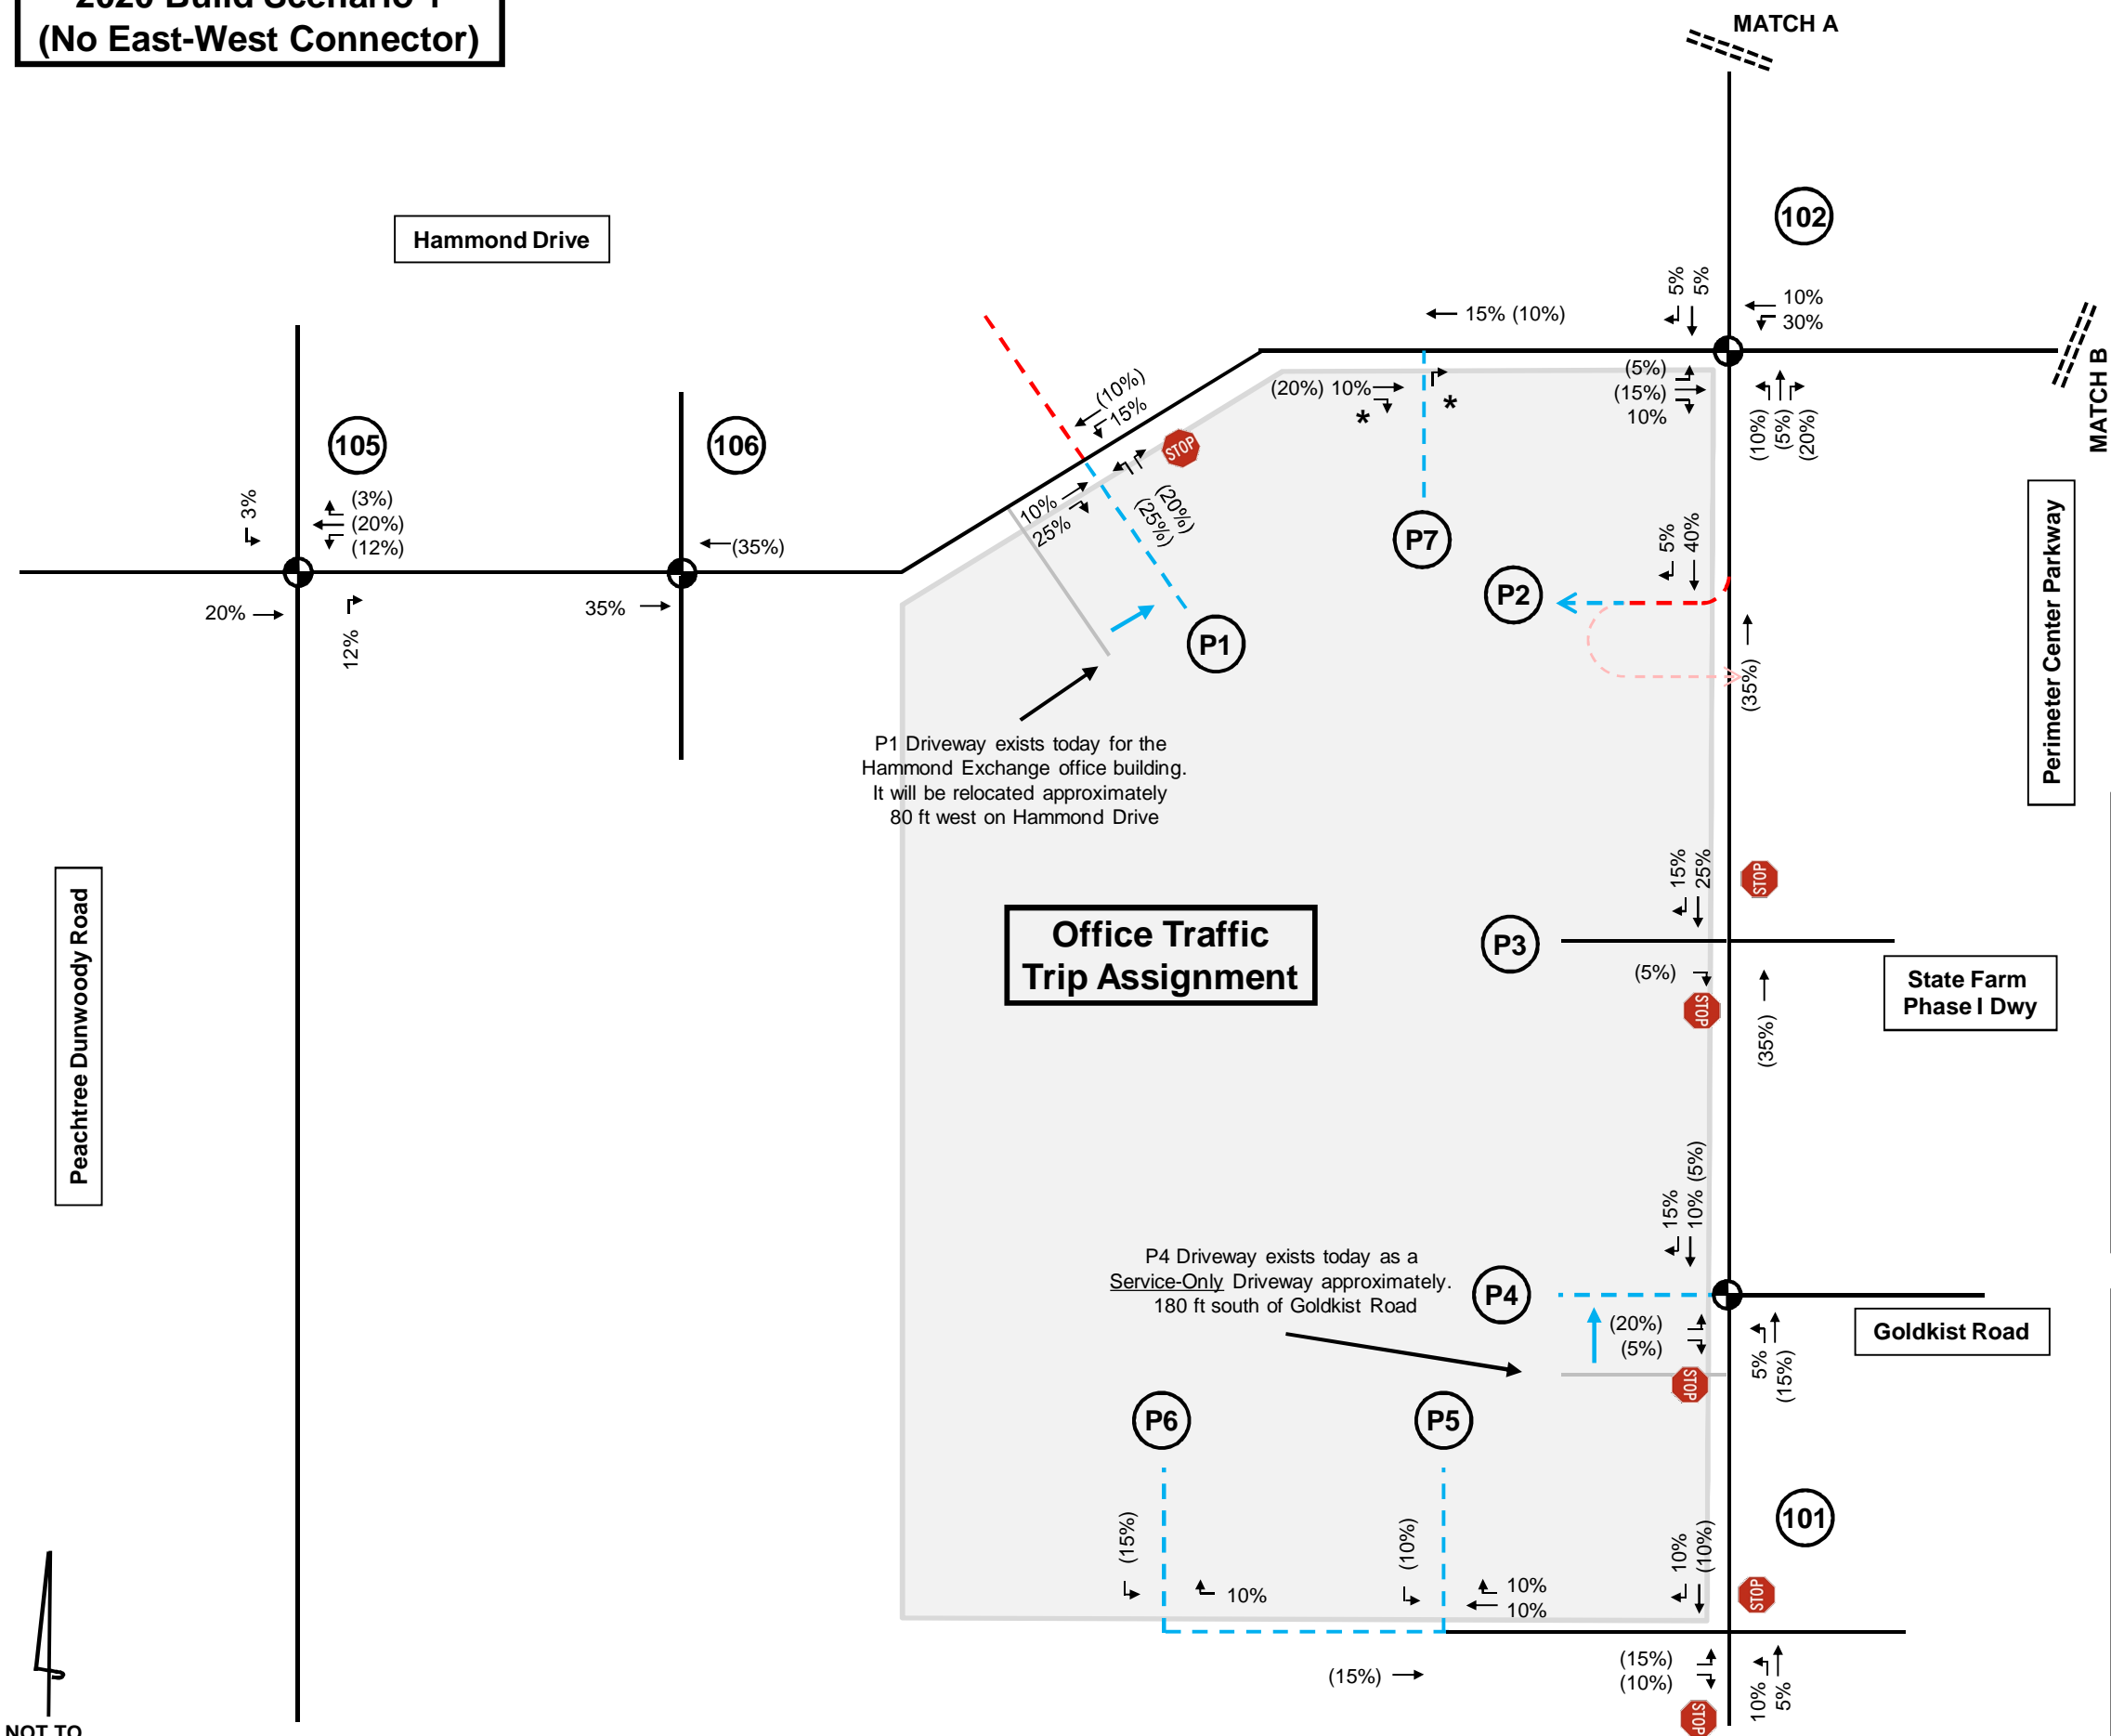 2020 Build Scenario 1
(No East-West Connector)
MATCH A
102
Hammond Drive
5%
5%
10%
30%
15% (10%)
MATCH B
(10%)
15%
(20%) 10%
*
*
(5%)
(15%)
10%
(10%)
(5%)
(20%)
105
106
STOP
3%
(3%)
(20%)
(12%)
(35%)
10%
25%
(20%)
(25%)
P7
5%
40%
Perimeter Center Parkway
20%
12%
35%
P2
P1
(35%)
P1 Driveway exists today for the
Hammond Exchange office building.
It will be relocated approximately
80 ft west on Hammond Drive
Peachtree Dunwoody Road
15%
25%
STOP
Office Traffic
Trip Assignment
P3
(5%)
STOP
(35%)
State Farm
Phase I Dwy
15%
10% (5%)
P4 Driveway exists today as a
Service-Only Driveway approximately.
180 ft south of Goldkist Road
P4
(20%)
(5%)
STOP
5%
(15%)
Goldkist Road
P6
P5
101
(15%)
10%
(10%)
10%
10%
10%
(10%)
STOP
(15%)
(15%)
(10%)
STOP
10%
5%
NOT TO